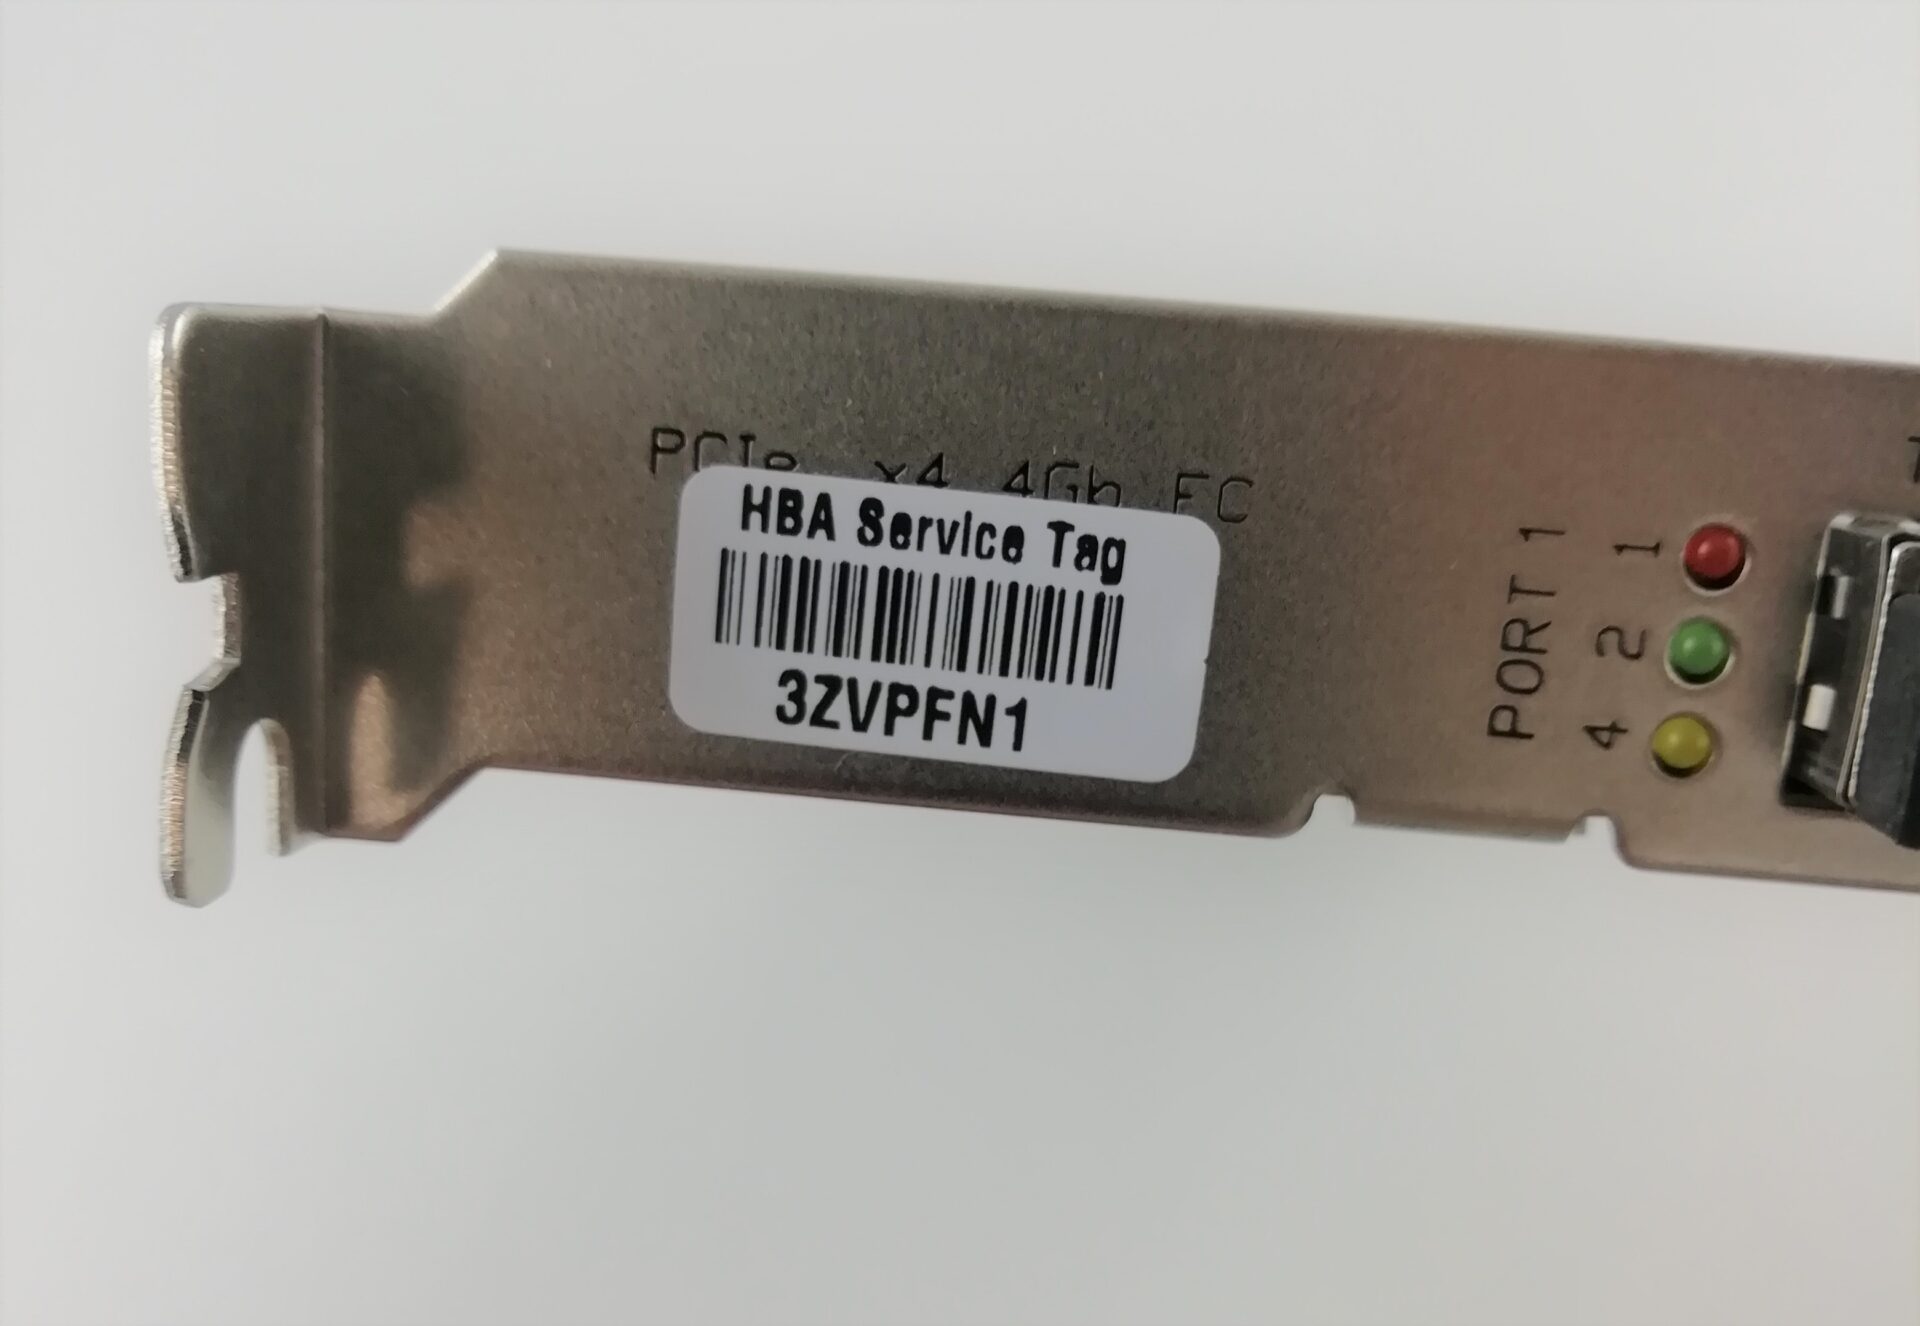 PCIe x4 4Gb FC
HBA Service Tag
3ZVPFN1
PORT 1
1
2
4